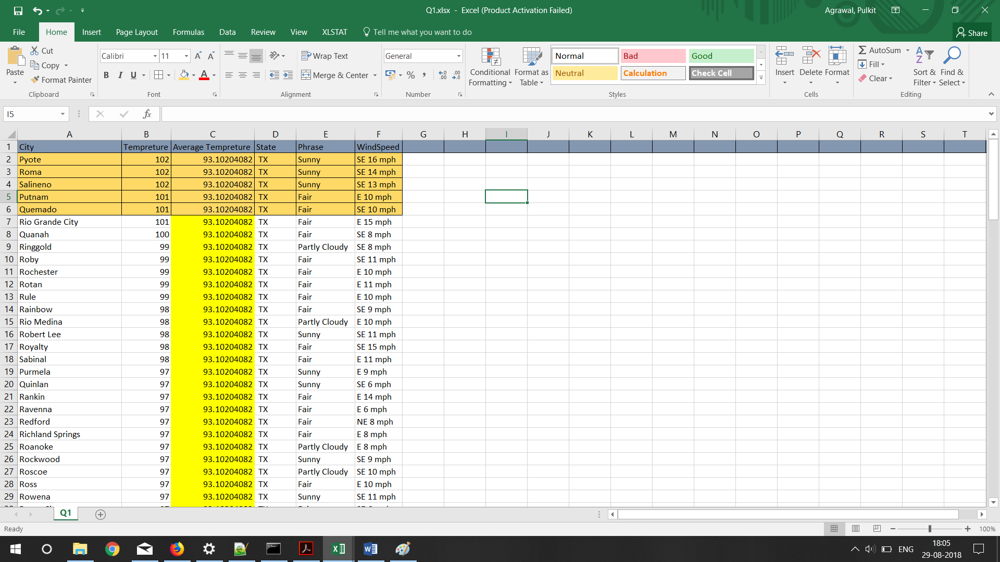 Q1.xlsx - Excel (Product Activation Failed)
Agrawal, Pulkit
File Home Insert Page Layout Formulas Data Review View XLSTAT Tell me what you want to do
Share
Paste
Cut
Copy
Format Painter
Clipboard
Calibri 11
B I U
Font
Wrap Text
Merge & Center
Alignment
General
Number
Conditional Formatting
Format as Table
Normal Bad Good
Neutral Calculation Check Cell
Styles
Insert Delete Format
Cells
AutoSum
Fill
Clear
Sort & Filter
Find & Select
Editing
I5
fx
A B C D E F G H I J K L M N O P Q R S T
1 City Tempreture Average Tempreture State Phrase WindSpeed
2 Pyote 102 93.10204082 TX Sunny SE 16 mph
3 Roma 102 93.10204082 TX Sunny SE 14 mph
4 Salineno 102 93.10204082 TX Sunny SE 13 mph
5 Putnam 101 93.10204082 TX Fair E 10 mph
6 Quemado 101 93.10204082 TX Fair SE 10 mph
7 Rio Grande City 101 93.10204082 TX Fair E 15 mph
8 Quanah 100 93.10204082 TX Fair SE 8 mph
9 Ringgold 99 93.10204082 TX Partly Cloudy SE 8 mph
10 Roby 99 93.10204082 TX Fair SE 11 mph
11 Rochester 99 93.10204082 TX Fair E 10 mph
12 Rotan 99 93.10204082 TX Fair E 11 mph
13 Rule 99 93.10204082 TX Fair E 10 mph
14 Rainbow 98 93.10204082 TX Fair SE 9 mph
15 Rio Medina 98 93.10204082 TX Partly Cloudy E 10 mph
16 Robert Lee 98 93.10204082 TX Sunny SE 11 mph
17 Royalty 98 93.10204082 TX Fair SE 15 mph
18 Sabinal 98 93.10204082 TX Fair E 11 mph
19 Purmela 97 93.10204082 TX Sunny E 9 mph
20 Quinlan 97 93.10204082 TX Sunny SE 6 mph
21 Rankin 97 93.10204082 TX Fair E 14 mph
22 Ravenna 97 93.10204082 TX Fair E 6 mph
23 Redford 97 93.10204082 TX Fair NE 8 mph
24 Richland Springs 97 93.10204082 TX Fair E 8 mph
25 Roanoke 97 93.10204082 TX Partly Cloudy E 8 mph
26 Rockwood 97 93.10204082 TX Sunny SE 9 mph
27 Roscoe 97 93.10204082 TX Partly Cloudy SE 10 mph
28 Ross 97 93.10204082 TX Fair E 10 mph
29 Rowena 97 93.10204082 TX Sunny SE 11 mph
Q1
Ready
100%
ENG
18:05
29-08-2018